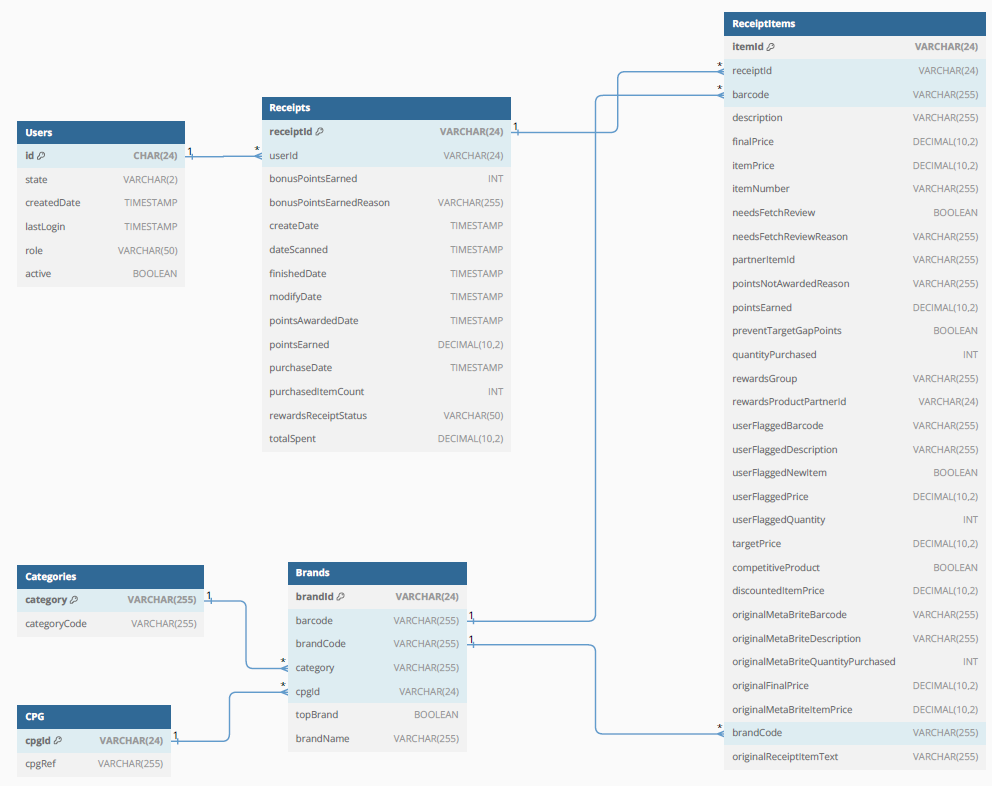 Users
id CHAR(24)
state VARCHAR(2)
createdDate TIMESTAMP
lastLogin TIMESTAMP
role VARCHAR(50)
active BOOLEAN
1
*
Receipts
receiptId VARCHAR(24)
userId VARCHAR(24)
bonusPointsEarned INT
bonusPointsEarnedReason VARCHAR(255)
createDate TIMESTAMP
dateScanned TIMESTAMP
finishedDate TIMESTAMP
modifyDate TIMESTAMP
pointsAwardedDate TIMESTAMP
pointsEarned DECIMAL(10,2)
purchaseDate TIMESTAMP
purchasedItemCount INT
rewardsReceiptStatus VARCHAR(50)
totalSpent DECIMAL(10,2)
1
*
*
ReceiptItems
itemId VARCHAR(24)
receiptId VARCHAR(24)
barcode VARCHAR(255)
description VARCHAR(255)
finalPrice DECIMAL(10,2)
itemPrice DECIMAL(10,2)
itemNumber VARCHAR(255)
needsFetchReview BOOLEAN
needsFetchReviewReason VARCHAR(255)
partnerItemId VARCHAR(255)
pointsNotAwardedReason VARCHAR(255)
pointsEarned DECIMAL(10,2)
preventTargetGapPoints BOOLEAN
quantityPurchased INT
rewardsGroup VARCHAR(255)
rewardsProductPartnerId VARCHAR(24)
userFlaggedBarcode VARCHAR(255)
userFlaggedDescription VARCHAR(255)
userFlaggedNewItem BOOLEAN
userFlaggedPrice DECIMAL(10,2)
userFlaggedQuantity INT
targetPrice DECIMAL(10,2)
competitiveProduct BOOLEAN
discountedItemPrice DECIMAL(10,2)
originalMetaBriteBarcode VARCHAR(255)
originalMetaBriteDescription VARCHAR(255)
originalMetaBriteQuantityPurchased INT
originalFinalPrice DECIMAL(10,2)
originalMetaBriteItemPrice DECIMAL(10,2)
brandCode VARCHAR(255)
originalReceiptItemText VARCHAR(255)
*
Categories
category VARCHAR(255)
categoryCode VARCHAR(255)
1
CPG
cpgId VARCHAR(24)
cpgRef VARCHAR(255)
1
*
*
Brands
brandId VARCHAR(24)
barcode VARCHAR(255)
brandCode VARCHAR(255)
category VARCHAR(255)
cpgId VARCHAR(24)
topBrand BOOLEAN
brandName VARCHAR(255)
1
1